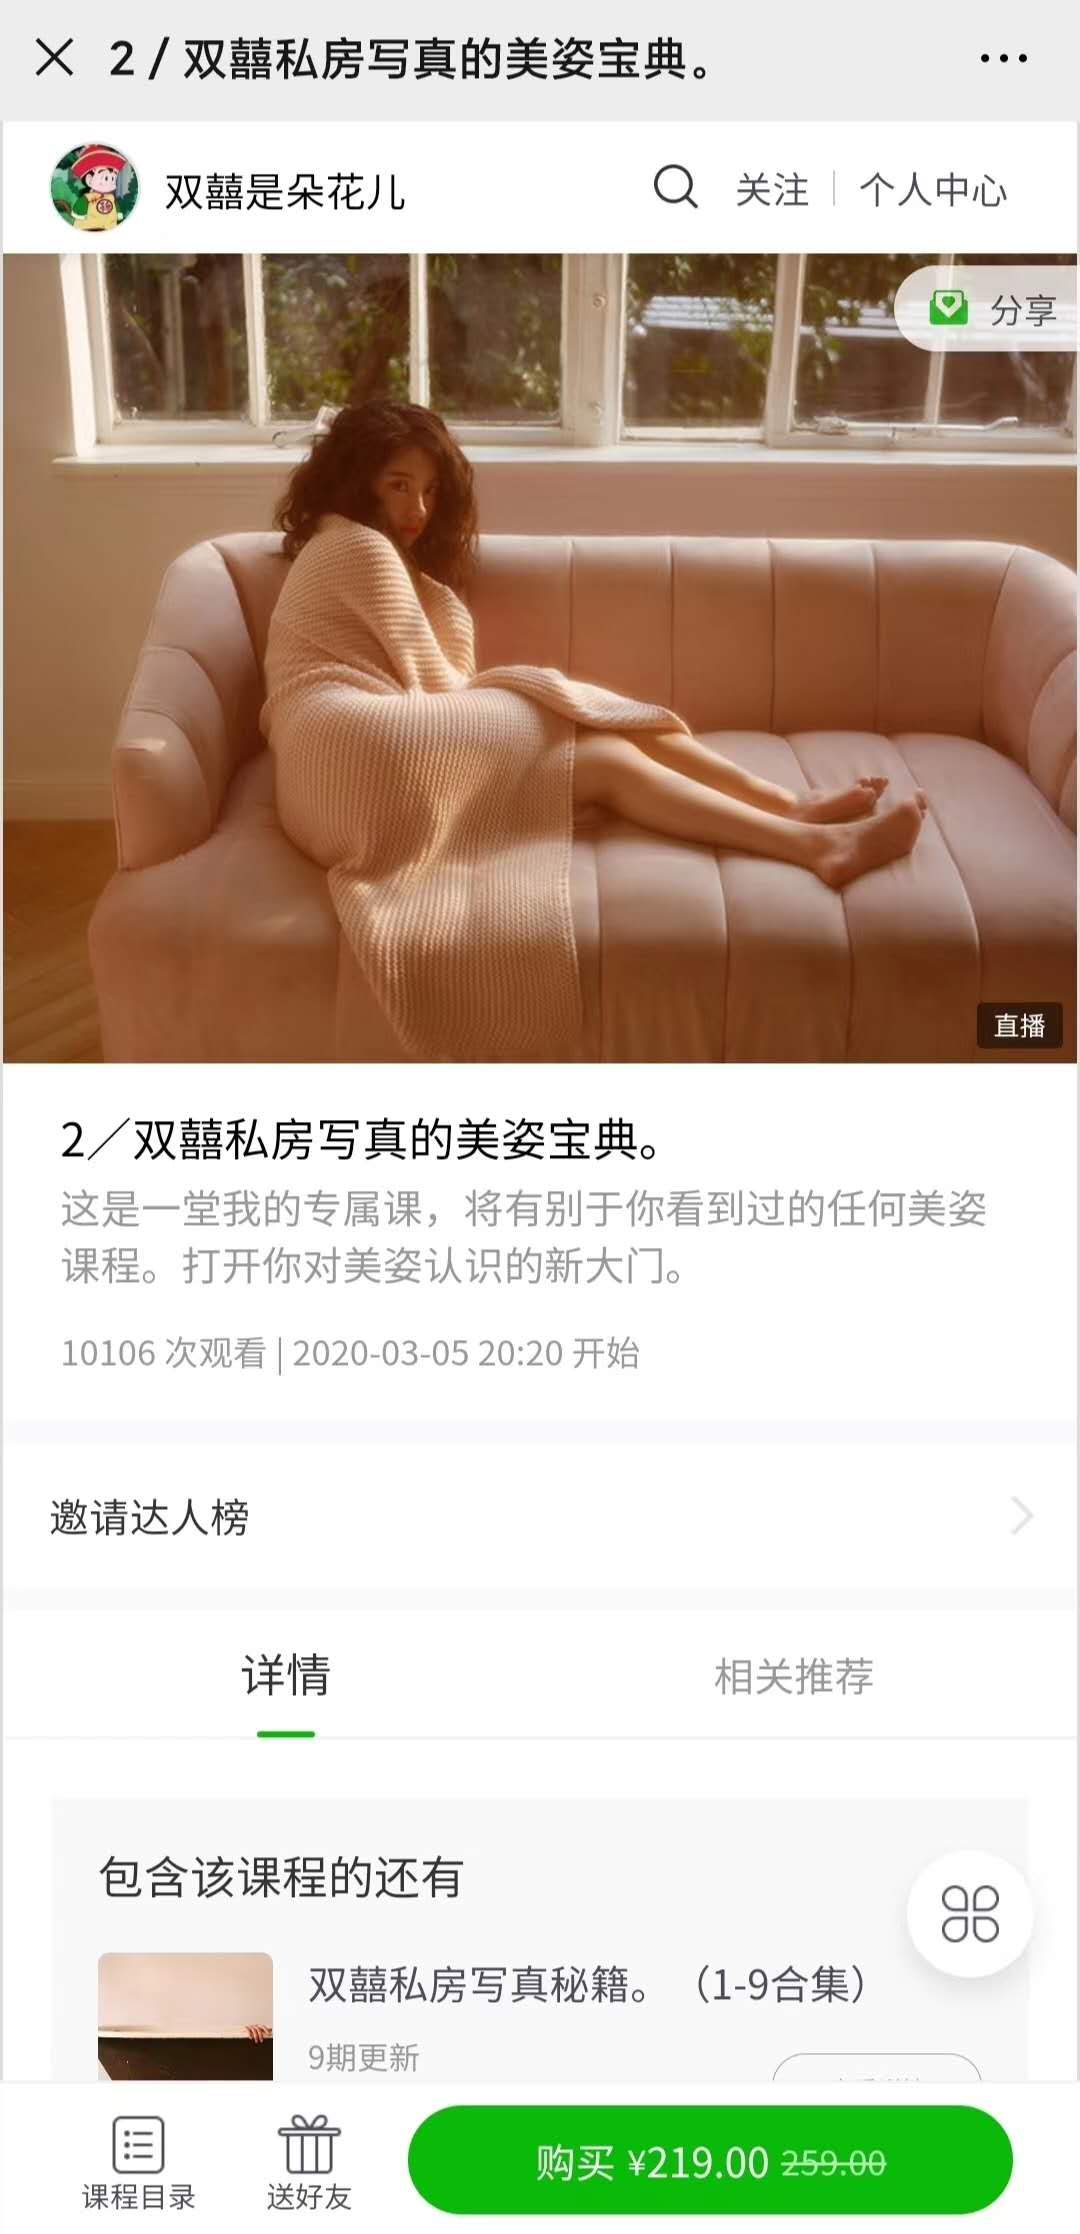 2 / 双囍私房写真的美姿宝典。
双囍是朵花儿
关注
个人中心
分享
直播
2／双囍私房写真的美姿宝典。
这是一堂我的专属课，将有别于你看到过的任何美姿
课程。打开你对美姿认识的新大门。
10106 次观看 | 2020-03-05 20:20 开始
邀请达人榜
详情
相关推荐
包含该课程的还有
双囍私房写真秘籍。（1-9合集）
9期更新
课程目录
送好友
购买 ¥219.00 259.00